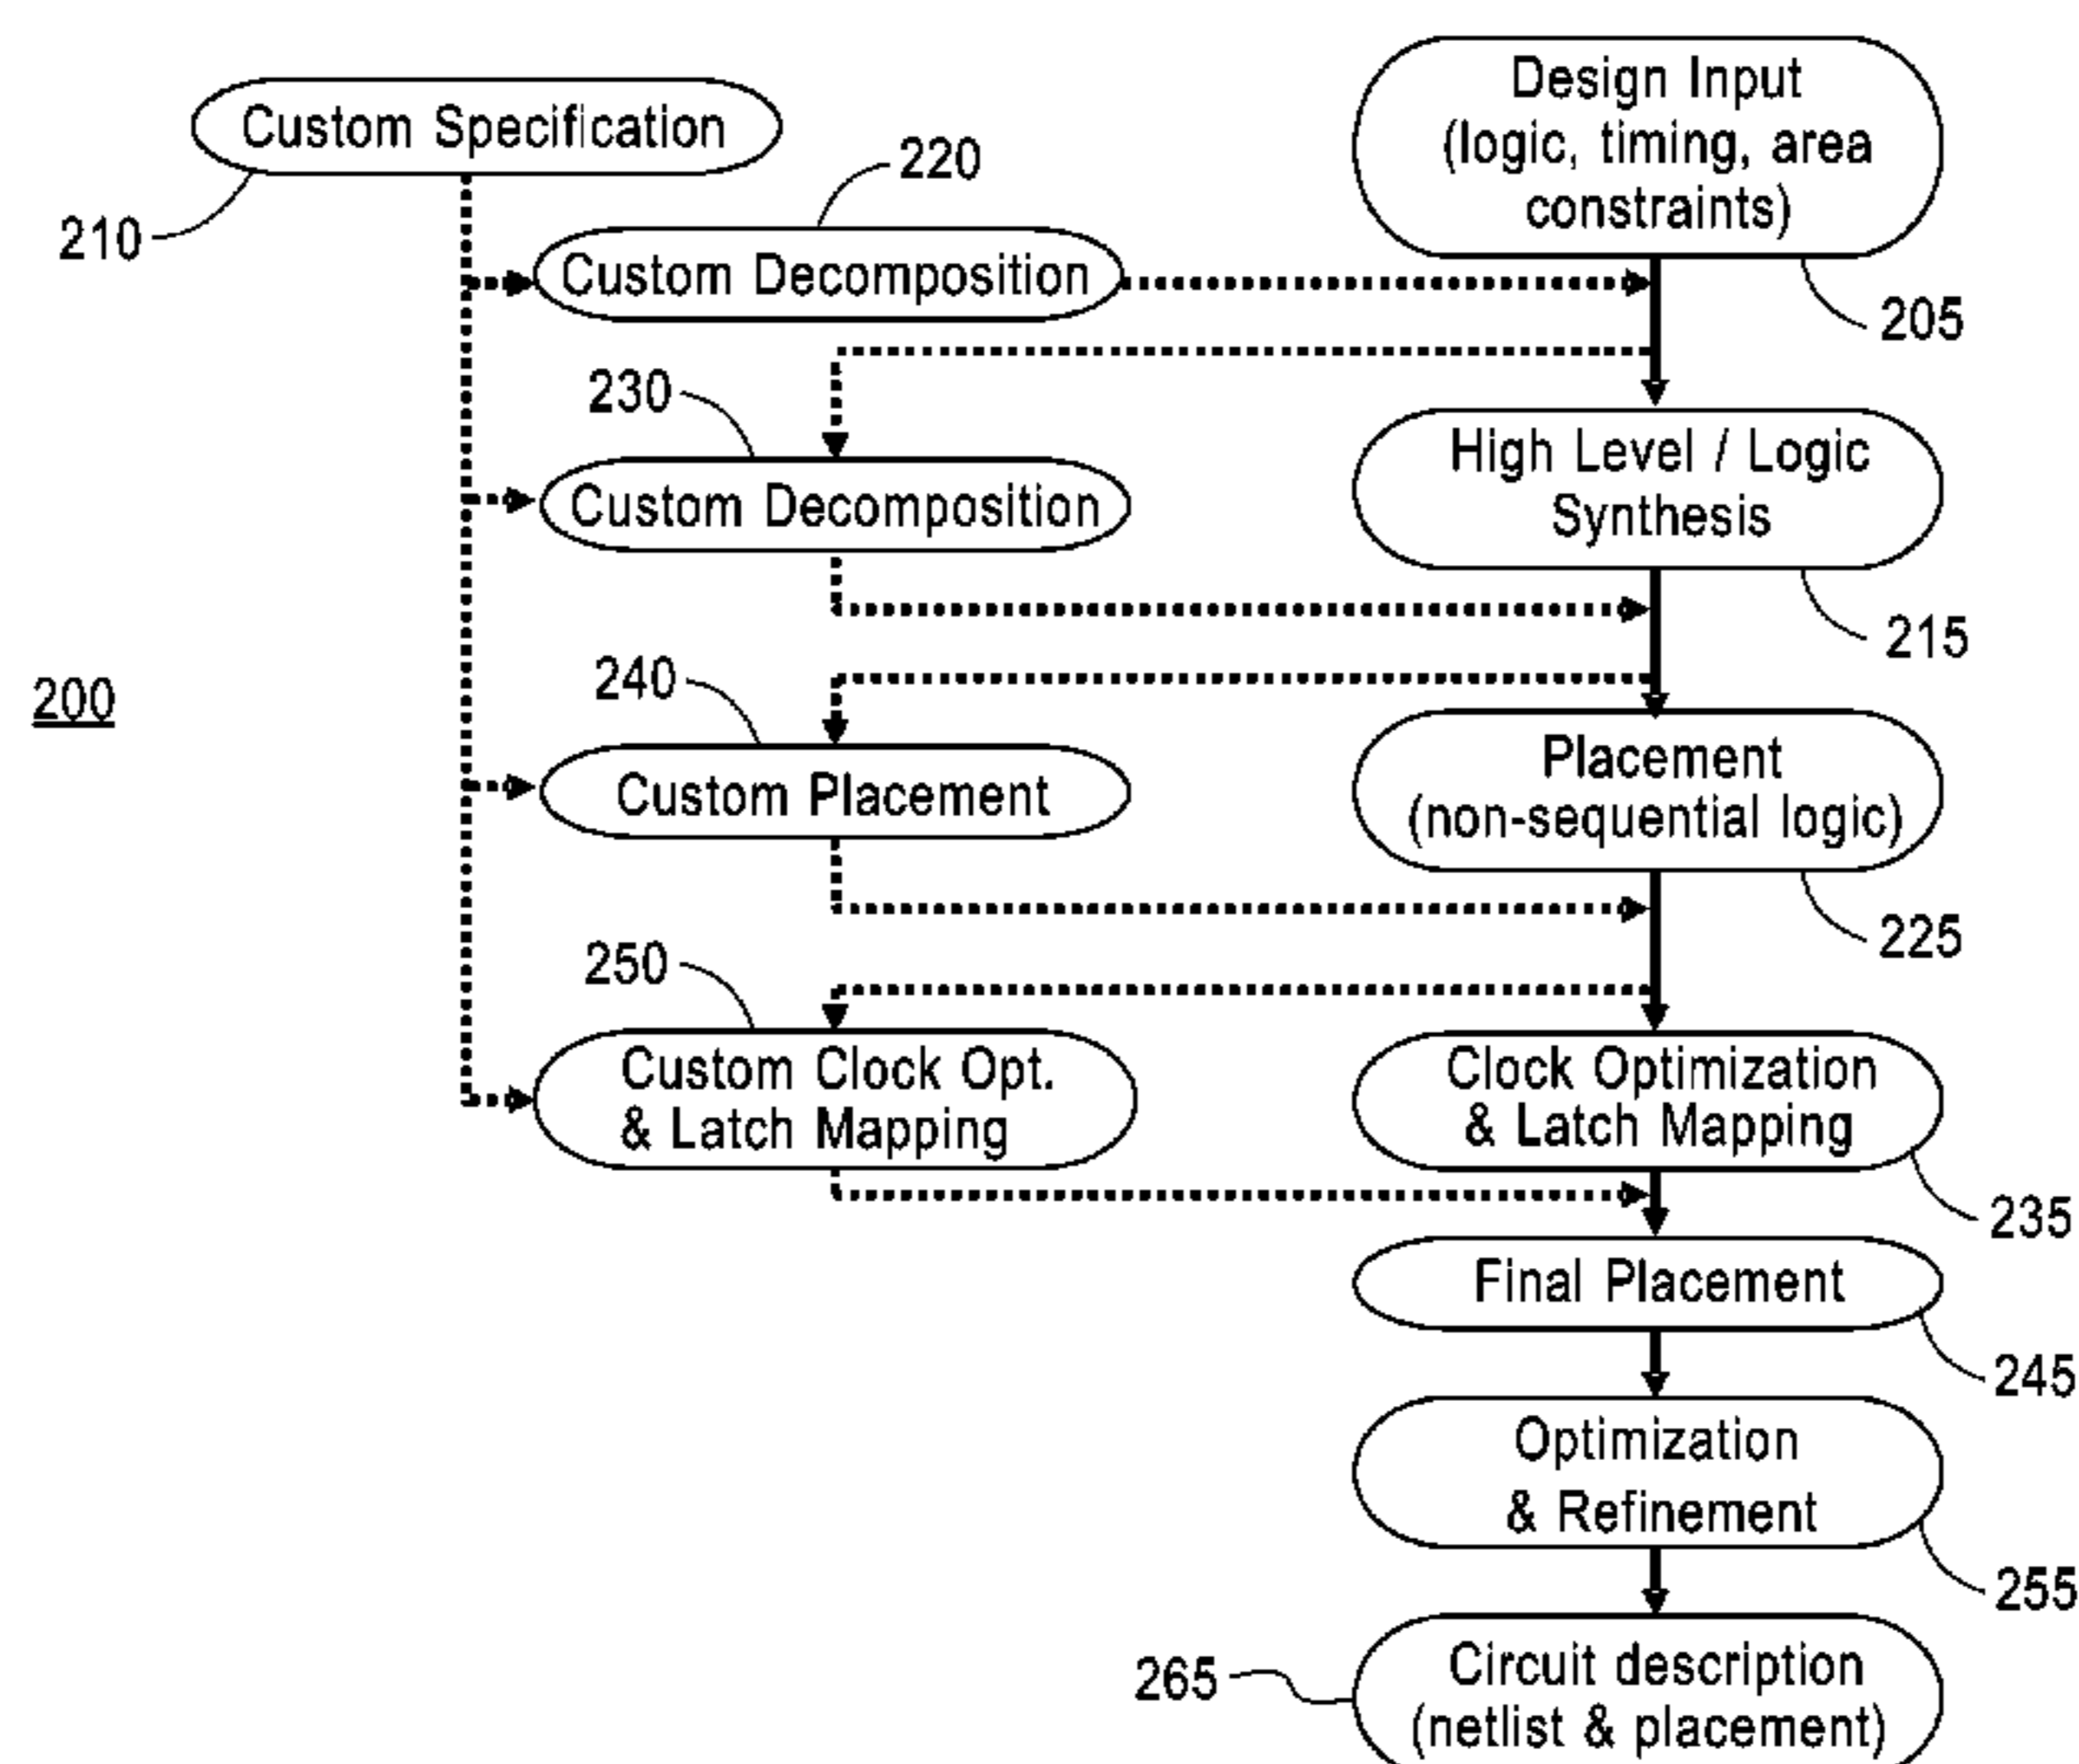 Design Input
(logic, timing, area
constraints)
Custom Specification
220
210
Custom Decomposition
205
230
High Level / Logic
Synthesis
Custom Decomposition
215
240
200
Placement
(non-sequential logic)
Custom Placement
225
250
Custom Clock Opt.
& Latch Mapping
Clock Optimization
& Latch Mapping
235
Final Placement
245
Optimization
& Refinement
255
265
Circuit description
(netlist & placement)